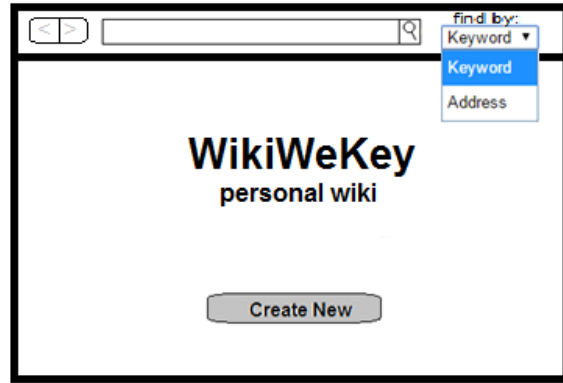 < >
find by:
Keyword ▼
Keyword
Address
WikiWeKey
personal wiki
Create New